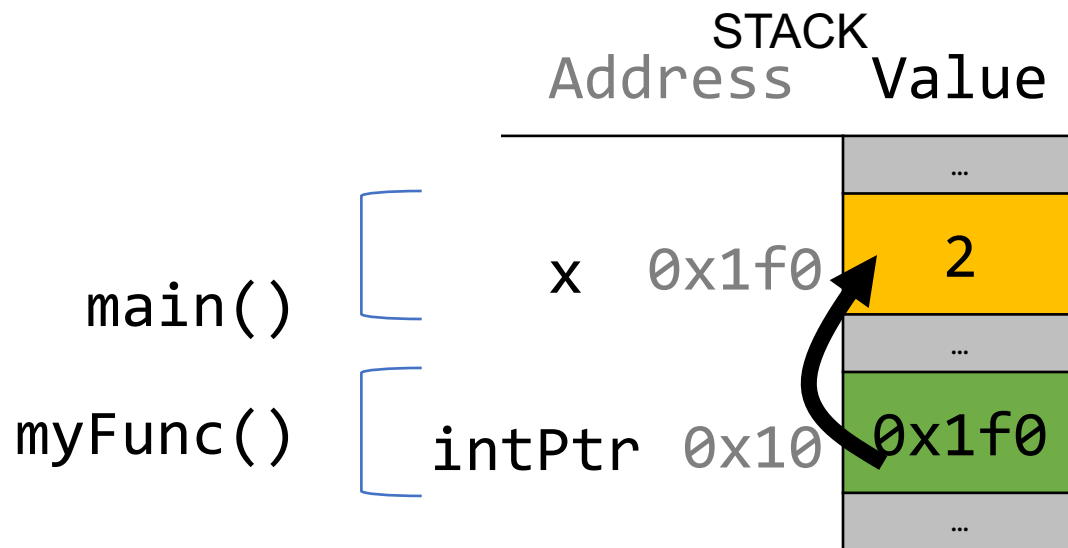 STACK
Address Value
…
x 0x1f0 2
main()
…
myFunc() intPtr 0x10 0x1f0
…